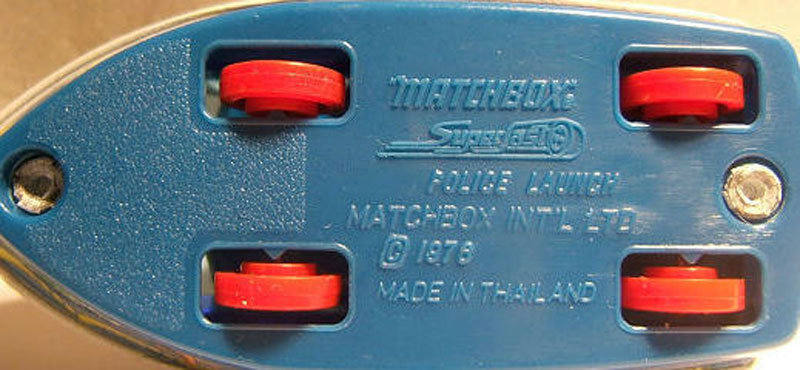 "MATCHBOX"
Superfast
POLICE LAUNCH
MATCHBOX INT'L LTD
© 1976
MADE IN THAILAND